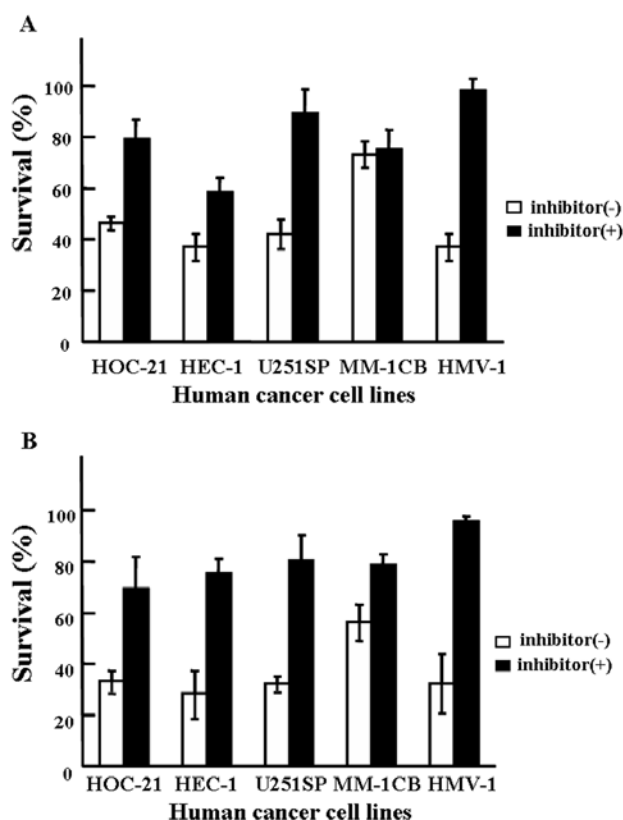 A
Survival (%)
100
80
60
40
20
0
inhibitor(-)
inhibitor(+)
HOC-21 HEC-1 U251SP MM-1CB HMV-1
Human cancer cell lines
B
Survival (%)
100
80
60
40
20
0
inhibitor(-)
inhibitor(+)
HOC-21 HEC-1 U251SP MM-1CB HMV-1
Human cancer cell lines